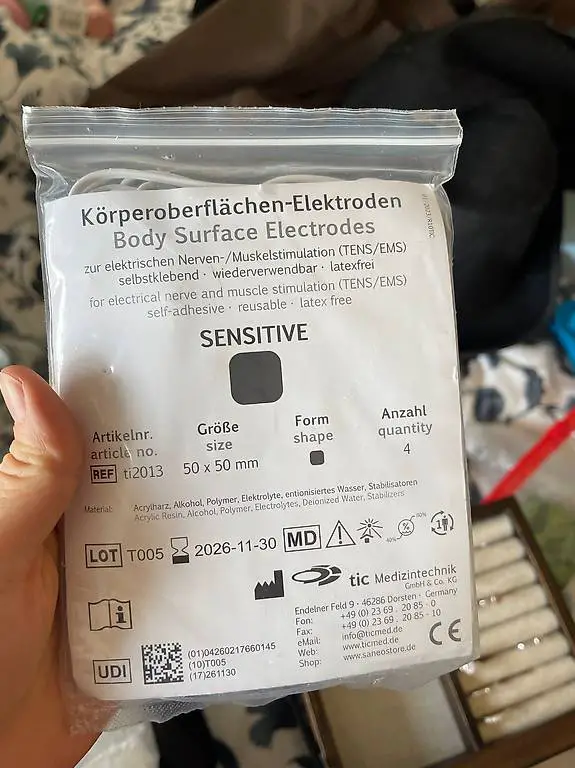 Körperoberflächen-Elektroden
Body Surface Electrodes
zur elektrischen Nerven-/Muskelstimulation (TENS/EMS)
selbstklebend · wiederverwendbar · latexfrei
for electrical nerve and muscle stimulation (TENS/EMS)
self-adhesive · reusable · latex free
SENSITIVE
Artikelnr.
article no.
REF ti2013
Größe
size
50 x 50 mm
Form
shape
Anzahl
quantity
4
Material:
Acrylharz, Alkohol, Polymer, Elektrolyte, entionisiertes Wasser, Stabilisatoren
Acrylic Resin, Alcohol, Polymer, Electrolytes, Deionized Water, Stabilizers
LOT T005 2026-11-30 MD
40% 80%
1
tic Medizintechnik
GmbH & Co. KG
Endelner Feld 9 · 46286 Dorsten · Germany
Fon: +49 (0) 23 69 . 20 85 - 0
Fax: +49 (0) 23 69 . 20 85 - 10
eMail: info@ticmed.de
Web: www.ticmed.de
Shop: www.saneostore.de
CE
i
UDI
(01)04260217660145
(10)T005
(17)261130